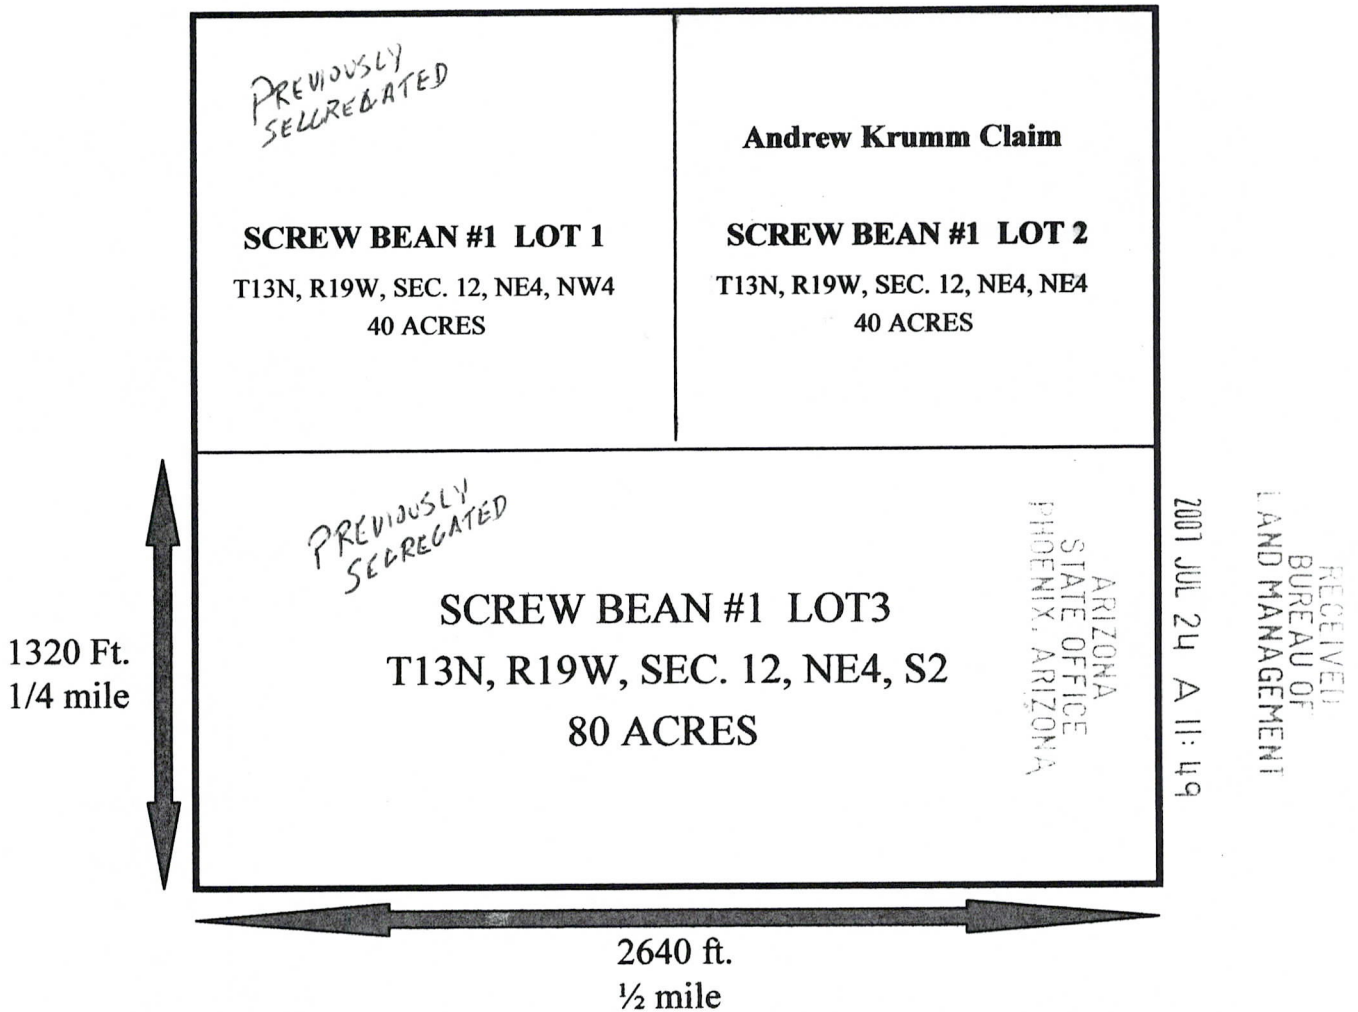 PREVIOUSLY
SEGREGATED
Andrew Krumm Claim
SCREW BEAN #1 LOT 1
T13N, R19W, SEC. 12, NE4, NW4
40 ACRES
SCREW BEAN #1 LOT 2
T13N, R19W, SEC. 12, NE4, NE4
40 ACRES
PREVIOUSLY
SEGREGATED
SCREW BEAN #1 LOT3
T13N, R19W, SEC. 12, NE4, S2
80 ACRES
1320 Ft.
1/4 mile
2640 ft.
½ mile
RECEIVED
BUREAU OF
LAND MANAGEMENT
2001 JUL 24 A 11: 49
ARIZONA
STATE OFFICE
PHOENIX, ARIZONA